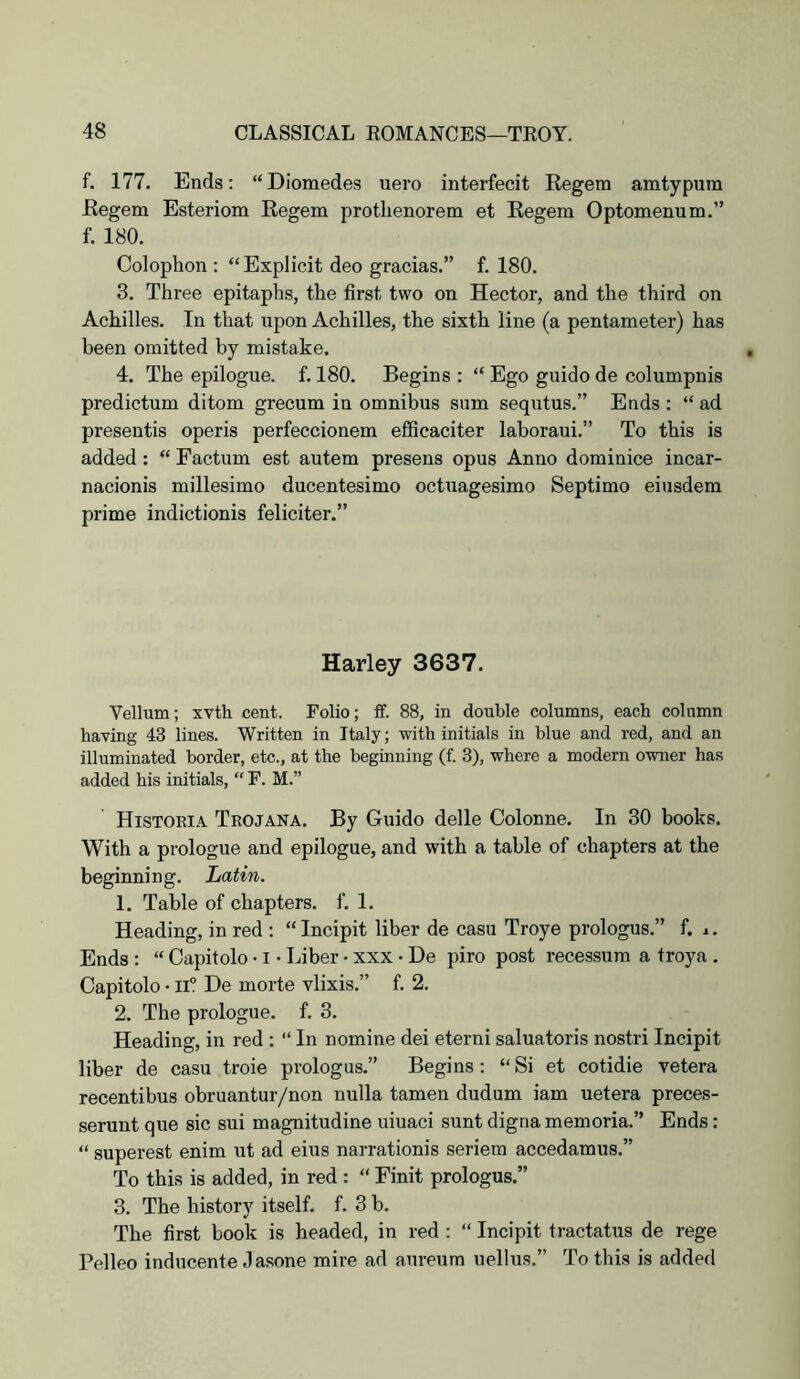 48 CLASSICAL ROMANCES—TROY.
f. 177. Ends: “Diomedes uero interfecit Regem amtypum
Regem Esteriom Regem prothenorem et Regem Optomenum.”
f. 180.
Colophon: “Explicit deo gracias.” f. 180.
3. Three epitaphs, the first two on Hector, and the third on
Achilles. In that upon Achilles, the sixth line (a pentameter) has
been omitted by mistake.
4. The epilogue. f. 180. Begins: “Ego guido de columpnis
predictum ditom grecum in omnibus sum sequtus.” Ends: “ad
presentis operis perfeccionem efficaciter laboraui.” To this is
added: “Factum est autem presens opus Anno dominice incar-
nacionis millesimo ducentesimo octuagesimo Septimo eiusdem
prime indictionis feliciter.”
Harley 3637.
Vellum; xvth cent. Folio; ff. 88, in double columns, each column
having 43 lines. Written in Italy; with initials in blue and red, and an
illuminated border, etc., at the beginning (f. 3), where a modern owner has
added his initials, “F. M.”
HISTORIA TROJANA. By Guido delle Colonne. In 30 books.
With a prologue and epilogue, and with a table of chapters at the
beginning. Latin.
1. Table of chapters. f. 1.
Heading, in red: “Incipit liber de casu Troye prologus.” f. 1.
Ends: “Capitolo · I · Liber · xxx · De piro post recessum a troya.
Capitolo · II° De morte vlixis.” f. 2.
2. The prologue. f. 3.
Heading, in red: “In nomine dei eterni saluatoris nostri Incipit
liber de casu troie prologus.” Begins: “Si et cotidie vetera
recentibus obruantur/non nulla tamen dudum iam uetera preces-
serunt que sic sui magnitudine uiuaci sunt digna memoria.” Ends:
“superest enim ut ad eius narrationis seriem accedamus.”
To this is added, in red: “Finit prologus.”
3. The history itself. f. 3 b.
The first book is headed, in red: “Incipit tractatus de rege
Pelleo inducente Jasone mire ad aureum uellus.” To this is added